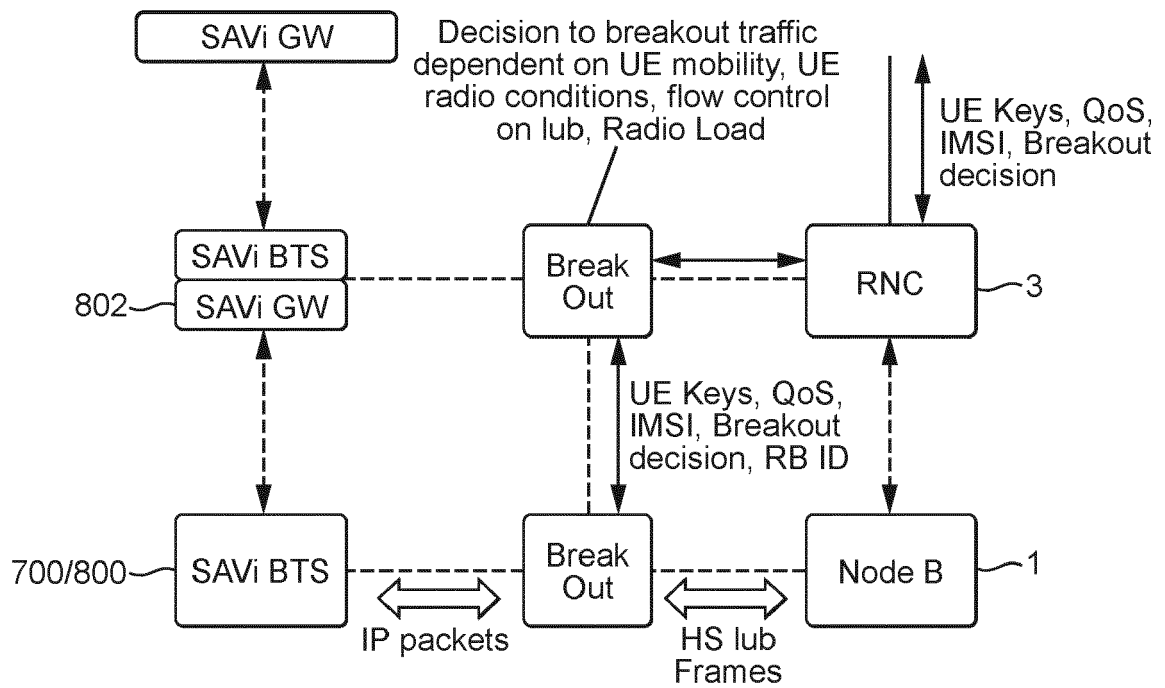 SAVi GW
Decision to breakout traffic
dependent on UE mobility, UE
radio conditions, flow control
on lub, Radio Load
UE Keys, QoS,
IMSI, Breakout
decision
SAVi BTS
SAVi GW
802
Break
Out
RNC
3
UE Keys, QoS,
IMSI, Breakout
decision, RB ID
700/800
SAVi BTS
IP packets
Break
Out
HS lub
Frames
Node B
1